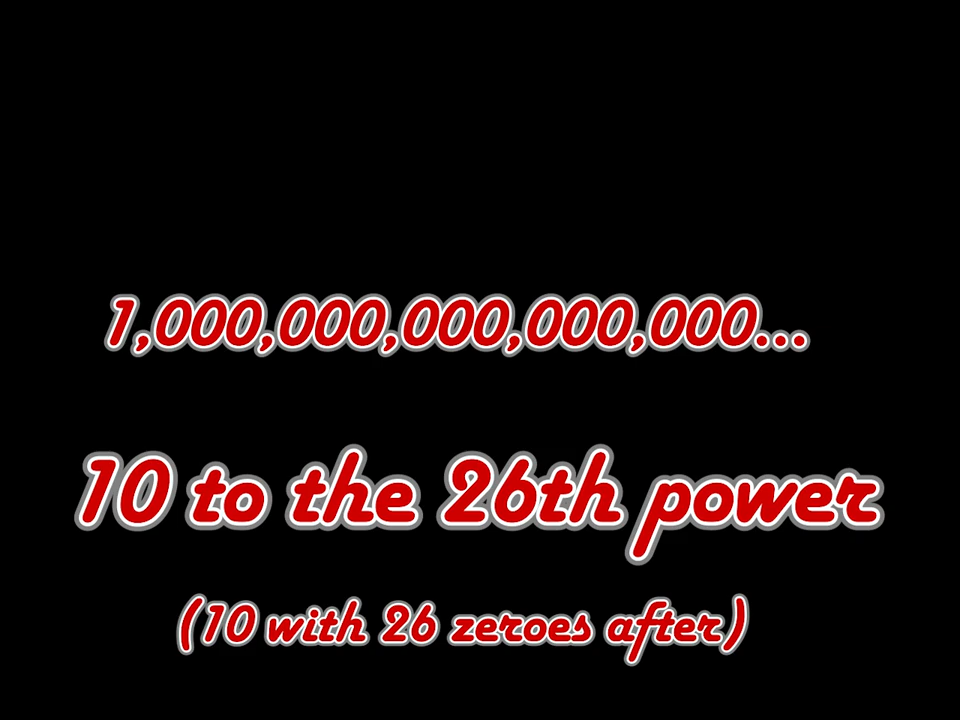 1,000,000,000,000,000...
10 to the 26th power
(10 with 26 zeroes after)